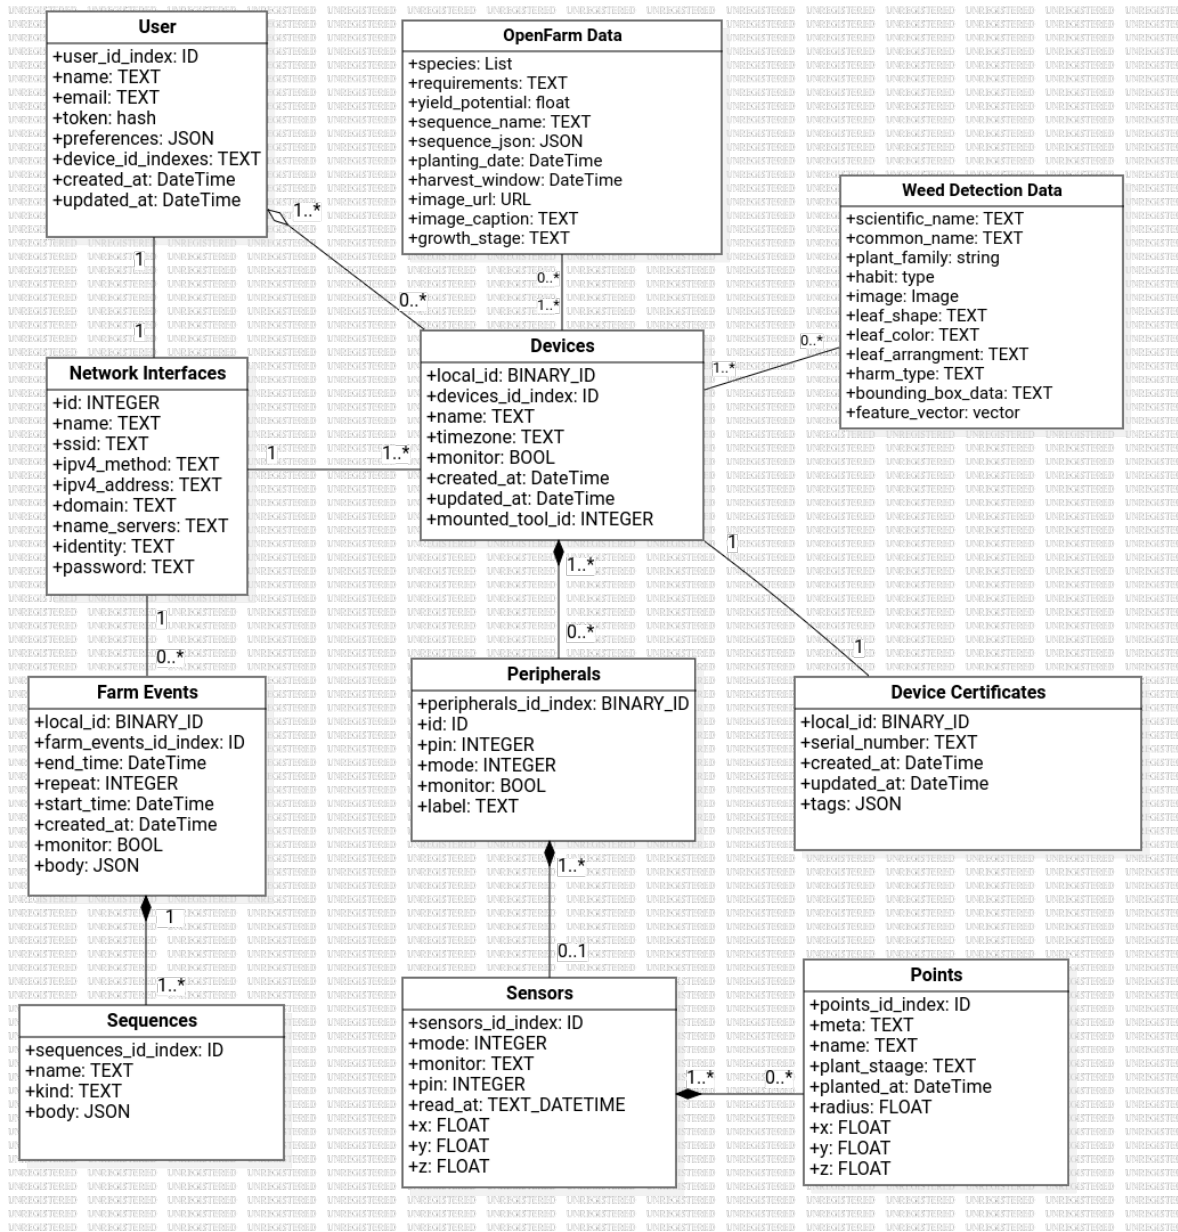 User
+user_id_index: ID
+name: TEXT
+email: TEXT
+token: hash
+preferences: JSON
+device_id_indexes: TEXT
+created_at: DateTime
+updated_at: DateTime
OpenFarm Data
+species: List
+requirements: TEXT
+yield_potential: float
+sequence_name: TEXT
+sequence_json: JSON
+planting_date: DateTime
+harvest_window: DateTime
+image_url: URL
+image_caption: TEXT
+growth_stage: TEXT
Weed Detection Data
+scientific_name: TEXT
+common_name: TEXT
+plant_family: string
+habit: type
+image: Image
+leaf_shape: TEXT
+leaf_color: TEXT
+leaf_arrangment: TEXT
+harm_type: TEXT
+bounding_box_data: TEXT
+feature_vector: vector
1..*
0..*
1
1
0..*
1..*
1..*
0..*
Network Interfaces
+id: INTEGER
+name: TEXT
+ssid: TEXT
+ipv4_method: TEXT
+ipv4_address: TEXT
+domain: TEXT
+name_servers: TEXT
+identity: TEXT
+password: TEXT
1
1..*
Devices
+local_id: BINARY_ID
+devices_id_index: ID
+name: TEXT
+timezone: TEXT
+monitor: BOOL
+created_at: DateTime
+updated_at: DateTime
+mounted_tool_id: INTEGER
1
0..*
1..*
0..*
1
1
Farm Events
+local_id: BINARY_ID
+farm_events_id_index: ID
+end_time: DateTime
+repeat: INTEGER
+start_time: DateTime
+created_at: DateTime
+monitor: BOOL
+body: JSON
Peripherals
+peripherals_id_index: BINARY_ID
+id: ID
+pin: INTEGER
+mode: INTEGER
+monitor: BOOL
+label: TEXT
Device Certificates
+local_id: BINARY_ID
+serial_number: TEXT
+created_at: DateTime
+updated_at: DateTime
+tags: JSON
1
1..*
1..*
0..1
Sequences
+sequences_id_index: ID
+name: TEXT
+kind: TEXT
+body: JSON
Sensors
+sensors_id_index: ID
+mode: INTEGER
+monitor: TEXT
+pin: INTEGER
+read_at: TEXT_DATETIME
+x: FLOAT
+y: FLOAT
+z: FLOAT
1..*
0..*
Points
+points_id_index: ID
+meta: TEXT
+name: TEXT
+plant_staage: TEXT
+planted_at: DateTime
+radius: FLOAT
+x: FLOAT
+y: FLOAT
+z: FLOAT
UNREGISTERED